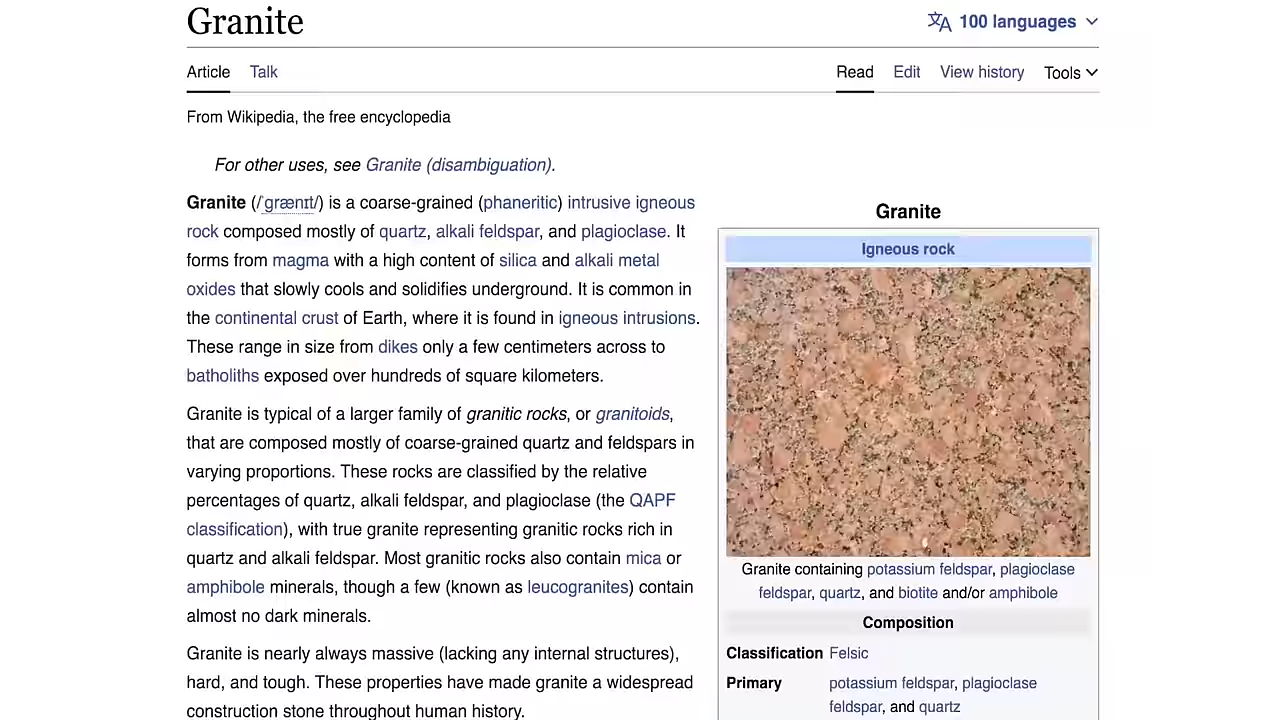 Granite
100 languages
Article Talk
Read Edit View history Tools
From Wikipedia, the free encyclopedia
For other uses, see Granite (disambiguation).
Granite (/ˈɡrænɪt/) is a coarse-grained (phaneritic) intrusive igneous
rock composed mostly of quartz, alkali feldspar, and plagioclase. It
forms from magma with a high content of silica and alkali metal
oxides that slowly cools and solidifies underground. It is common in
the continental crust of Earth, where it is found in igneous intrusions.
These range in size from dikes only a few centimeters across to
batholiths exposed over hundreds of square kilometers.
Granite is typical of a larger family of granitic rocks, or granitoids,
that are composed mostly of coarse-grained quartz and feldspars in
varying proportions. These rocks are classified by the relative
percentages of quartz, alkali feldspar, and plagioclase (the QAPF
classification), with true granite representing granitic rocks rich in
quartz and alkali feldspar. Most granitic rocks also contain mica or
amphibole minerals, though a few (known as leucogranites) contain
almost no dark minerals.
Granite is nearly always massive (lacking any internal structures),
hard, and tough. These properties have made granite a widespread
construction stone throughout human history.
Granite
Igneous rock
Granite containing potassium feldspar, plagioclase
feldspar, quartz, and biotite and/or amphibole
Composition
Classification Felsic
Primary potassium feldspar, plagioclase
feldspar, and quartz